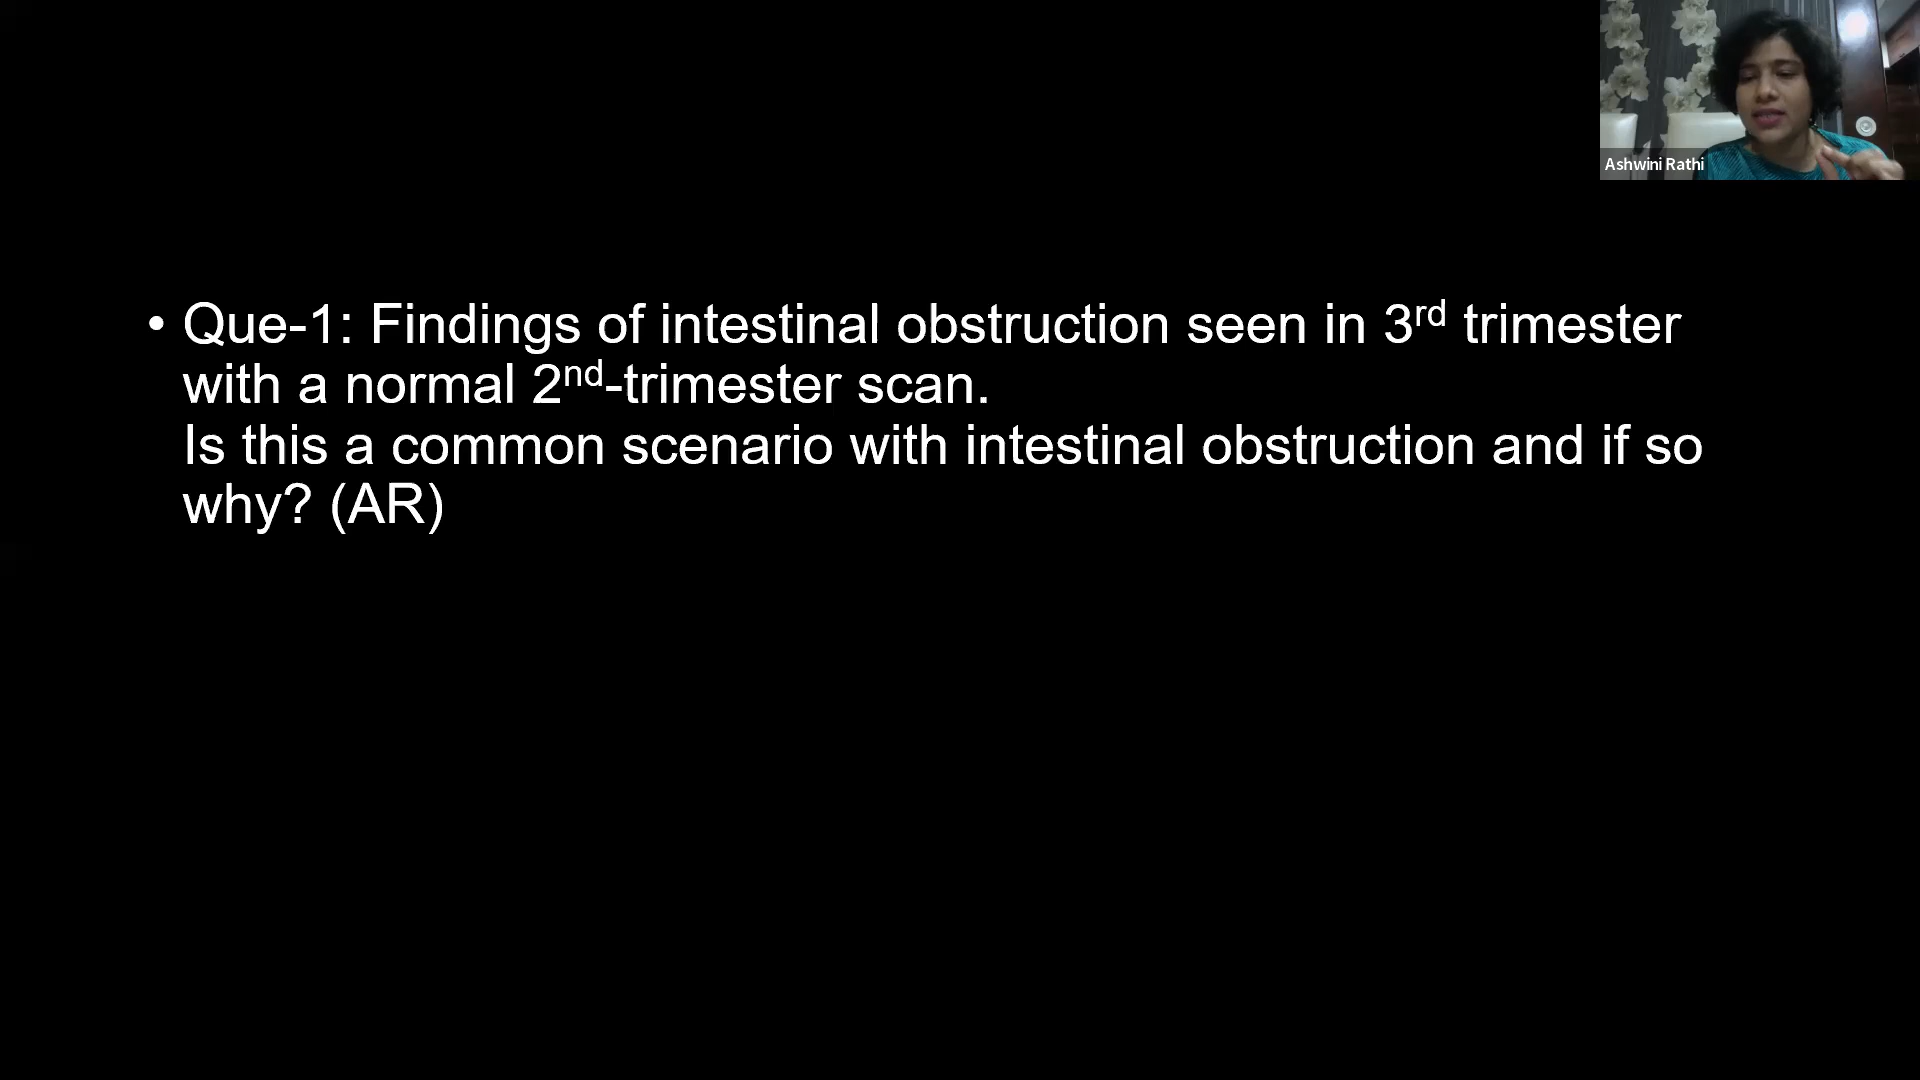 Ashwini Rathi
• Que-1: Findings of intestinal obstruction seen in 3rd trimester
with a normal 2nd-trimester scan.
Is this a common scenario with intestinal obstruction and if so
why? (AR)